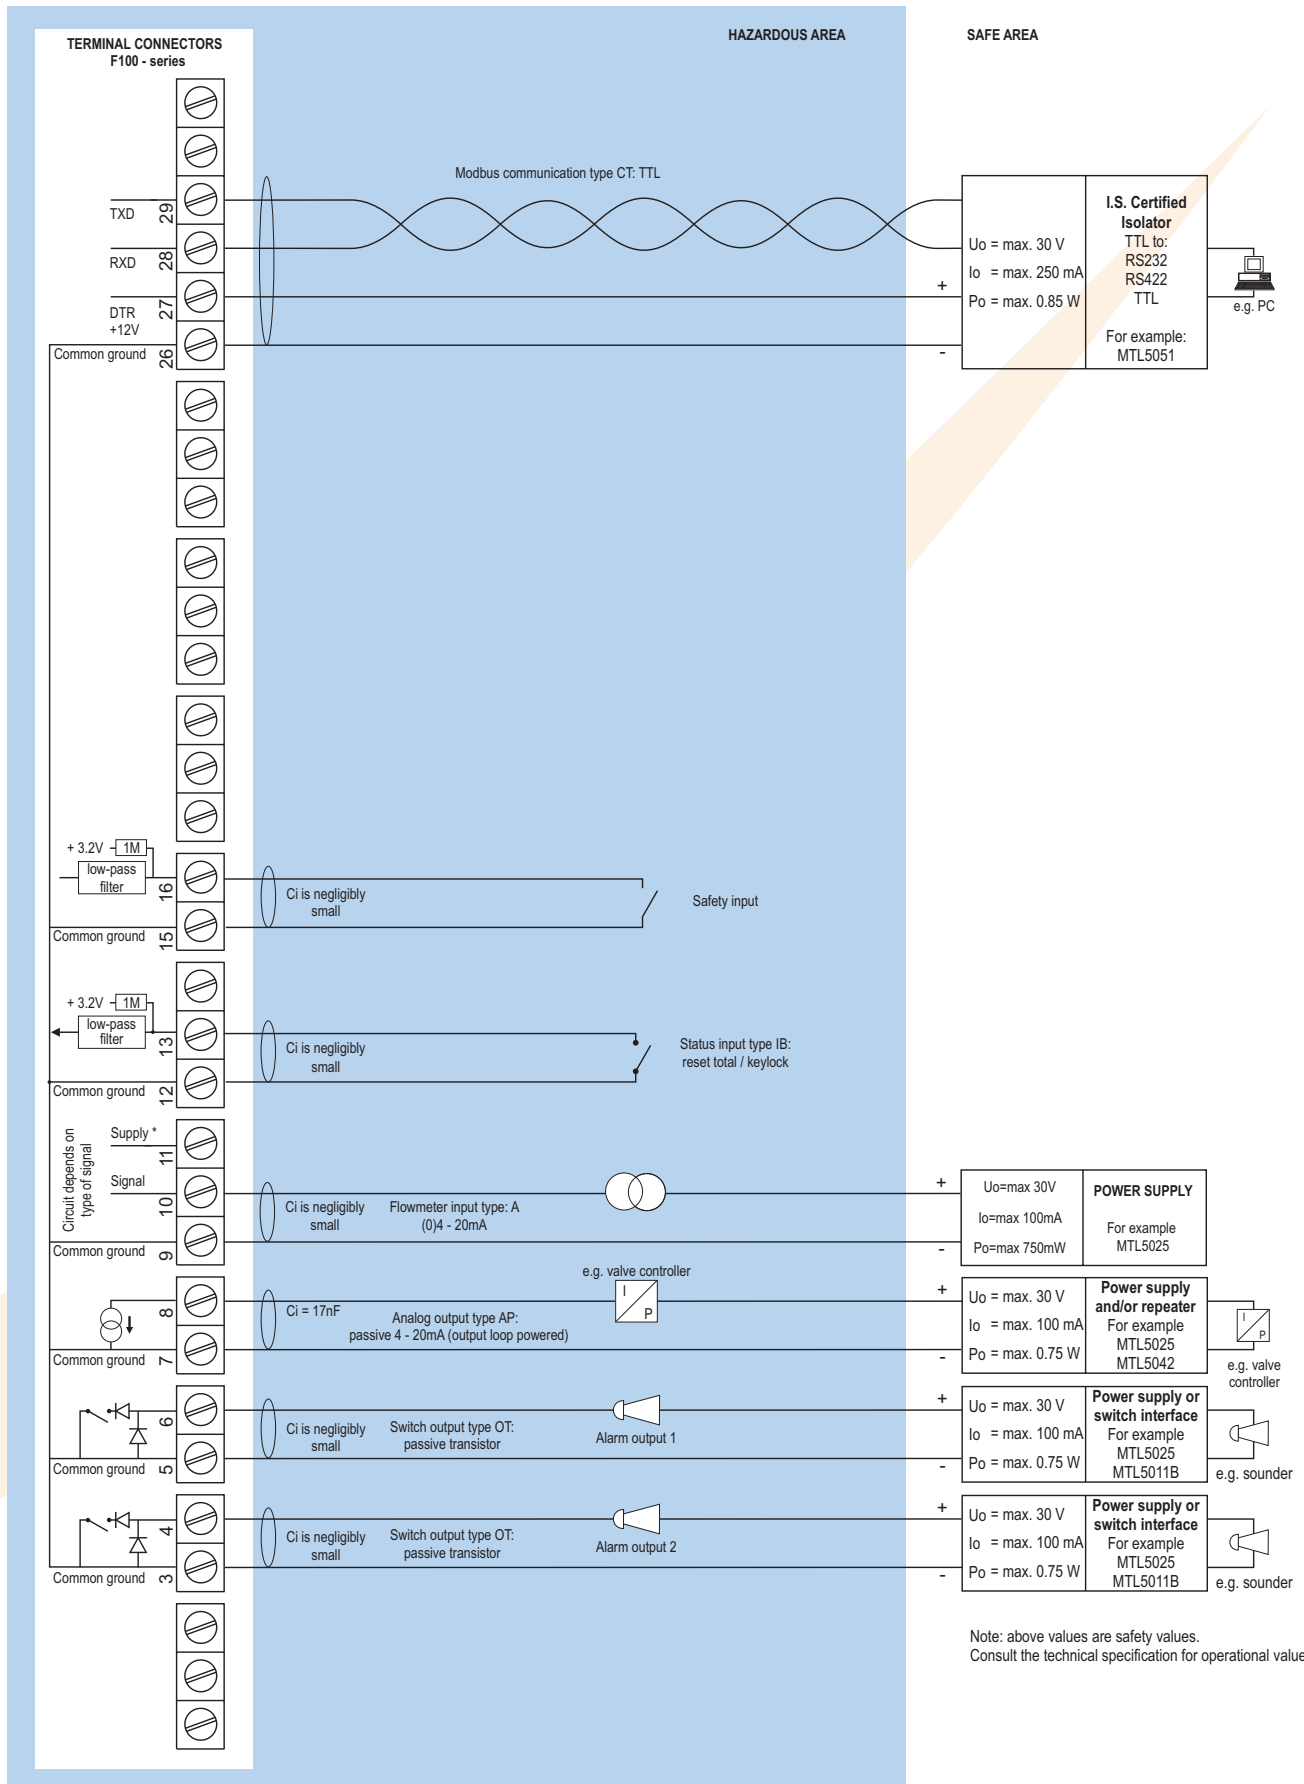 TERMINAL CONNECTORS
F100 - series
HAZARDOUS AREA
SAFE AREA
Modbus communication type CT: TTL
TXD
29
RXD
28
DTR
+12V
27
Common ground
26
Uo = max. 30 V
Io = max. 250 mA
Po = max. 0.85 W
+
-
I.S. Certified
Isolator
TTL to:
RS232
RS422
TTL
For example:
MTL5051
e.g. PC
+ 3.2V
1M
low-pass
filter
16
Common ground
15
Ci is negligibly
small
Safety input
+ 3.2V
1M
low-pass
filter
13
Common ground
12
Ci is negligibly
small
Status input type IB:
reset total / keylock
Circuit depends on
type of signal
Supply *
11
Signal
10
Common ground
9
Ci is negligibly
small
Flowmeter input type: A
(0)4 - 20mA
+
-
Uo=max 30V
Io=max 100mA
Po=max 750mW
POWER SUPPLY
For example
MTL5025
8
Common ground
7
Ci = 17nF
Analog output type AP:
passive 4 - 20mA (output loop powered)
e.g. valve controller
I
P
+
-
Uo = max. 30 V
Io = max. 100 mA
Po = max. 0.75 W
Power supply
and/or repeater
For example
MTL5025
MTL5042
I
P
e.g. valve
controller
6
Common ground
5
Ci is negligibly
small
Switch output type OT:
passive transistor
Alarm output 1
+
-
Uo = max. 30 V
Io = max. 100 mA
Po = max. 0.75 W
Power supply or
switch interface
For example
MTL5025
MTL5011B
e.g. sounder
4
Common ground
3
Ci is negligibly
small
Switch output type OT:
passive transistor
Alarm output 2
+
-
Uo = max. 30 V
Io = max. 100 mA
Po = max. 0.75 W
Power supply or
switch interface
For example
MTL5025
MTL5011B
e.g. sounder
Note: above values are safety values.
Consult the technical specification for operational value